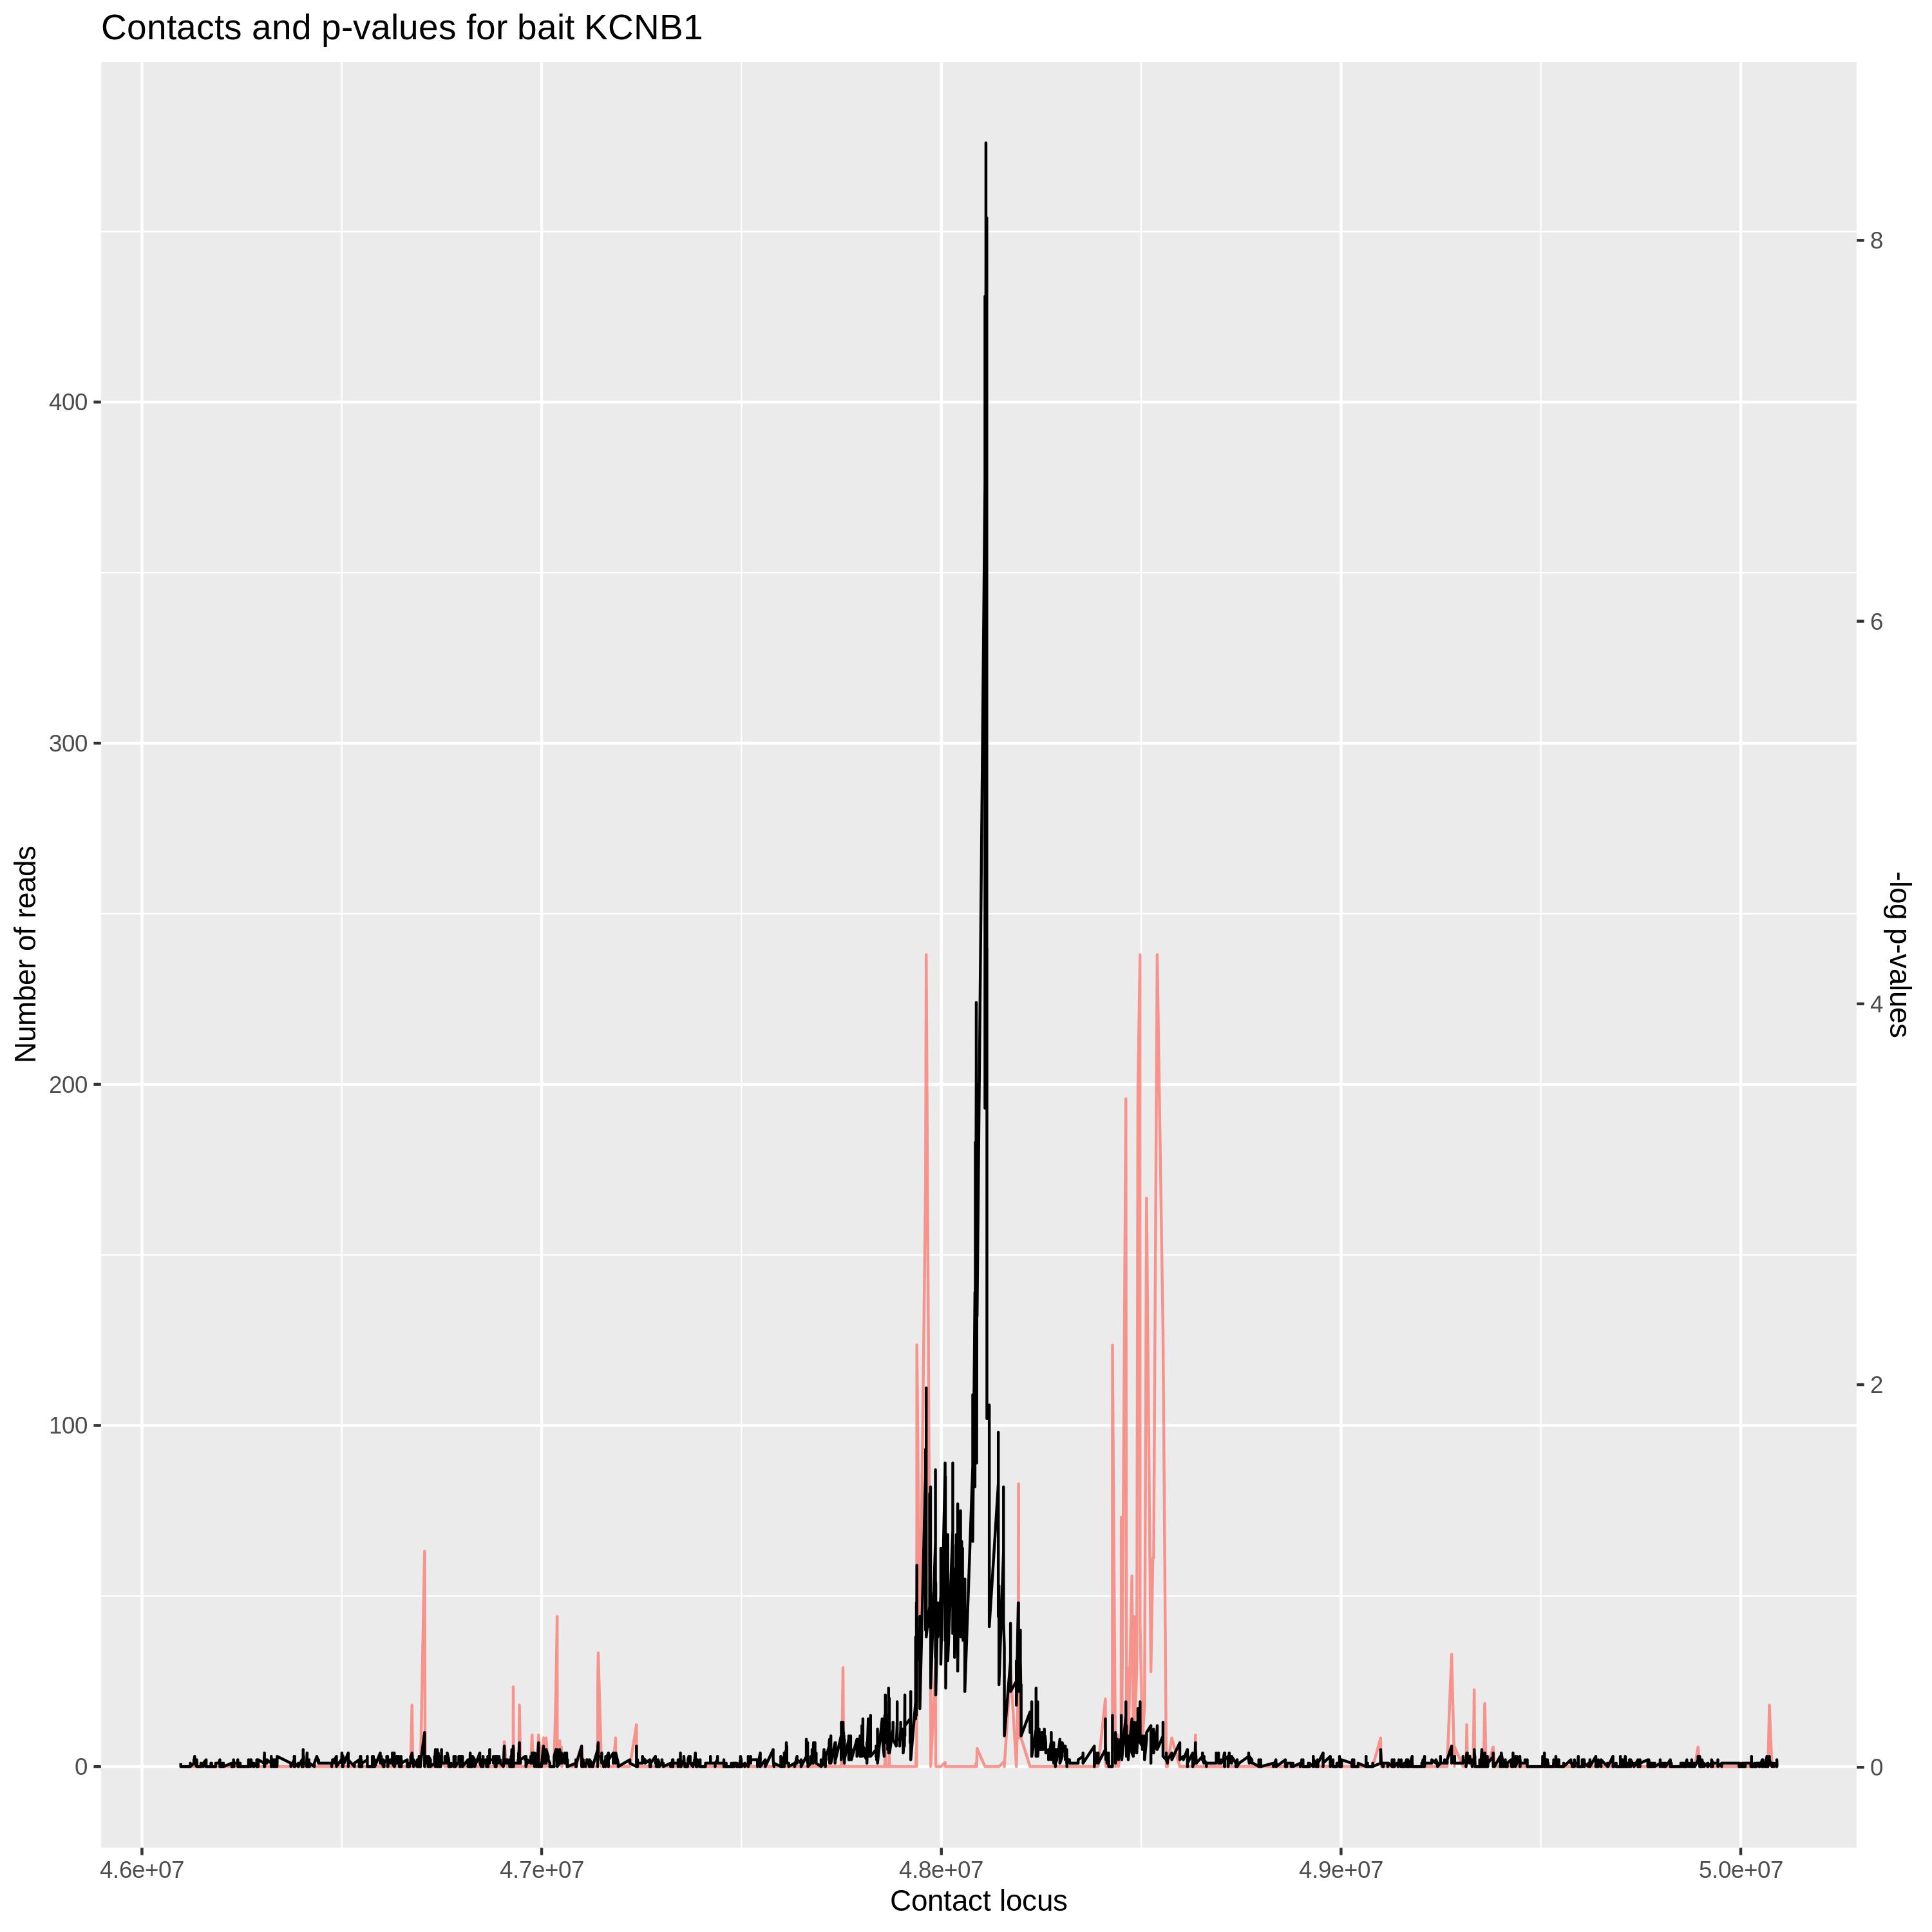 Contacts and p-values for bait KCNB1
Number of reads
400
300
200
100
0
8
6
4
2
0
-log p-values
4.6e+07
4.7e+07
4.8e+07
4.9e+07
5.0e+07
Contact locus